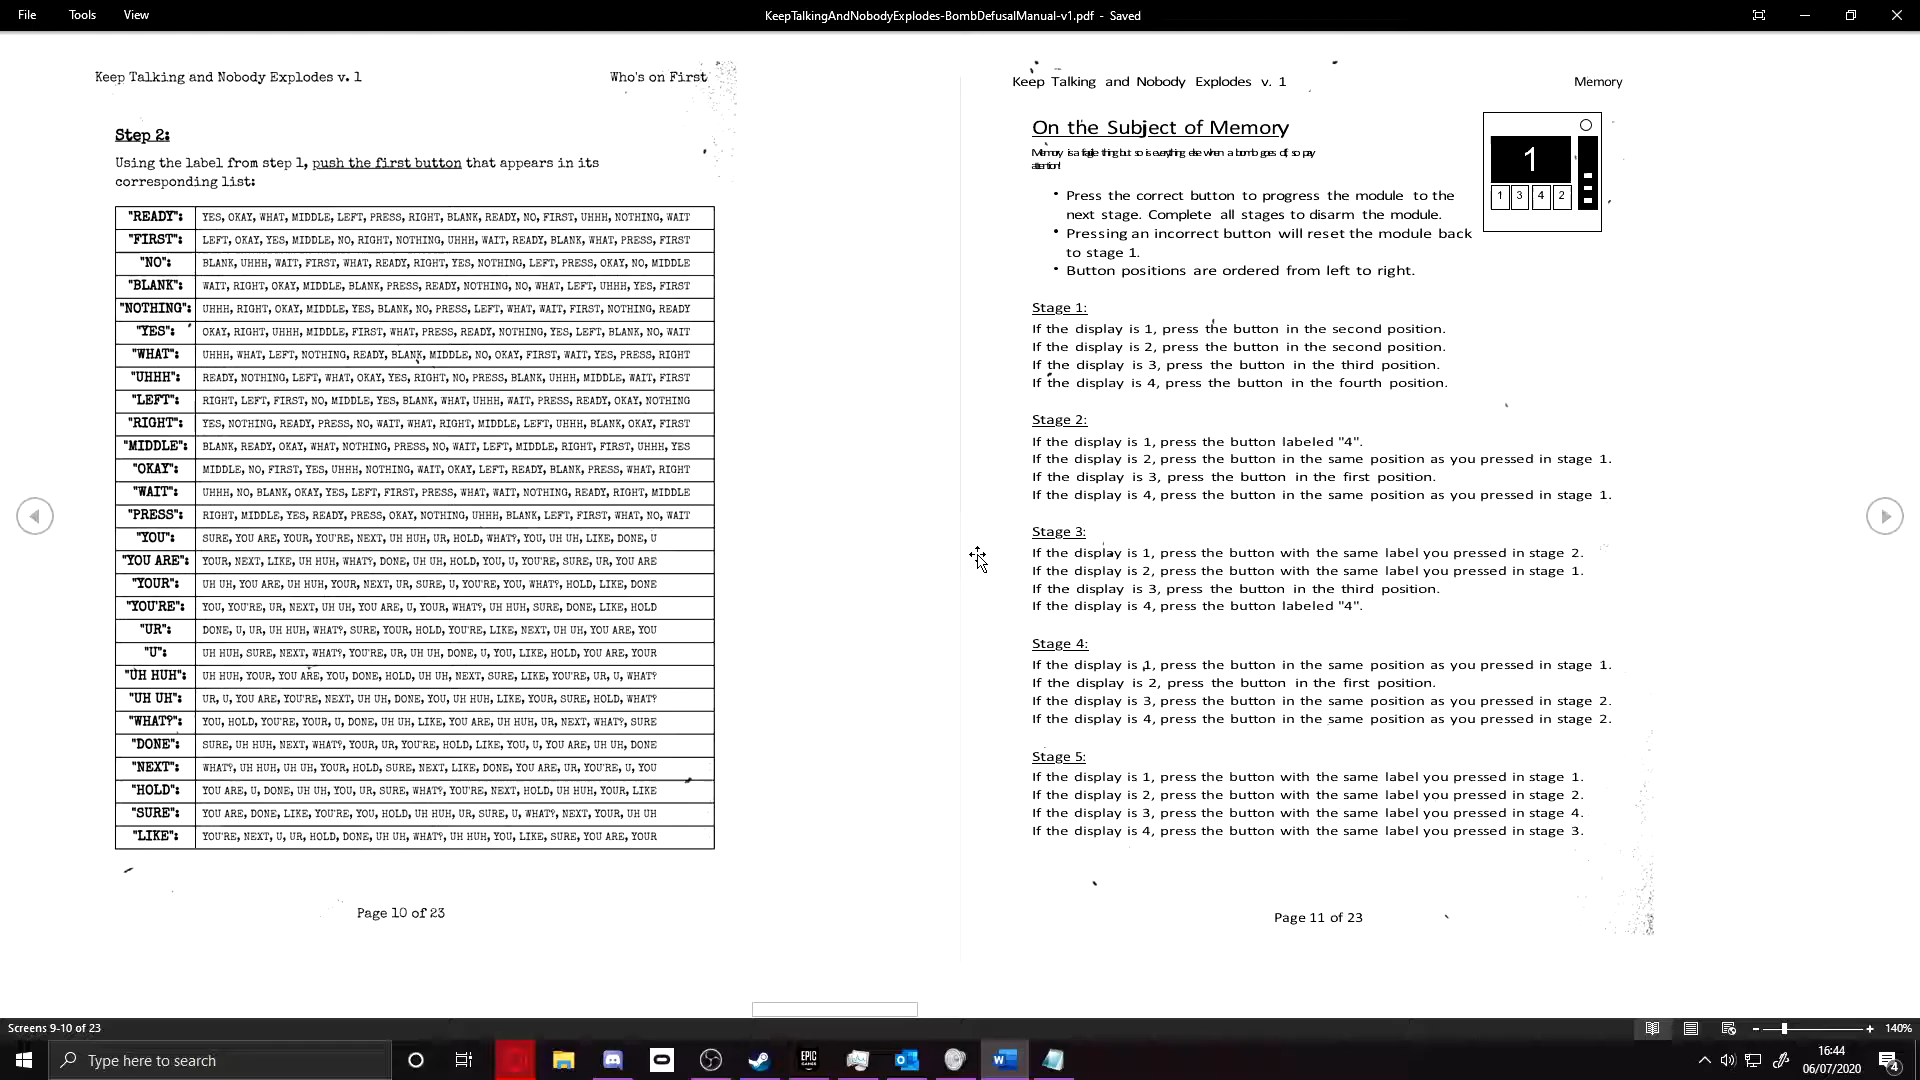 File Tools View KeepTalkingAndNobodyExplodes-BombDefusalManual-v1.pdf - Saved
Keep Talking and Nobody Explodes v. 1 Who's on First
Step 2:
Using the label from step 1, push the first button that appears in its
corresponding list:
"READY": YES, OKAY, WHAT, MIDDLE, LEFT, PRESS, RIGHT, BLANK, READY, NO, FIRST, UHHH, NOTHING, WAIT
"FIRST": LEFT, OKAY, YES, MIDDLE, NO, RIGHT, NOTHING, UHHH, WAIT, READY, BLANK, WHAT, PRESS, FIRST
"NO": BLANK, UHHH, WAIT, FIRST, WHAT, READY, RIGHT, YES, NOTHING, LEFT, PRESS, OKAY, NO, MIDDLE
"BLANK": WAIT, RIGHT, OKAY, MIDDLE, BLANK, PRESS, READY, NOTHING, NO, WHAT, LEFT, UHHH, YES, FIRST
"NOTHING": UHHH, RIGHT, OKAY, MIDDLE, YES, BLANK, NO, PRESS, LEFT, WHAT, WAIT, FIRST, NOTHING, READY
"YES": OKAY, RIGHT, UHHH, MIDDLE, FIRST, WHAT, PRESS, READY, NOTHING, YES, LEFT, BLANK, NO, WAIT
"WHAT": UHHH, WHAT, LEFT, NOTHING, READY, BLANK, MIDDLE, NO, OKAY, FIRST, WAIT, YES, PRESS, RIGHT
"UHHH": READY, NOTHING, LEFT, WHAT, OKAY, YES, RIGHT, NO, PRESS, BLANK, UHHH, MIDDLE, WAIT, FIRST
"LEFT": RIGHT, LEFT, FIRST, NO, MIDDLE, YES, BLANK, WHAT, UHHH, WAIT, PRESS, READY, OKAY, NOTHING
"RIGHT": YES, NOTHING, READY, PRESS, NO, WAIT, WHAT, RIGHT, MIDDLE, LEFT, UHHH, BLANK, OKAY, FIRST
"MIDDLE": BLANK, READY, OKAY, WHAT, NOTHING, PRESS, NO, WAIT, LEFT, MIDDLE, RIGHT, FIRST, UHHH, YES
"OKAY": MIDDLE, NO, FIRST, YES, UHHH, NOTHING, WAIT, OKAY, LEFT, READY, BLANK, PRESS, WHAT, RIGHT
"WAIT": UHHH, NO, BLANK, OKAY, YES, LEFT, FIRST, PRESS, WHAT, WAIT, NOTHING, READY, RIGHT, MIDDLE
"PRESS": RIGHT, MIDDLE, YES, READY, PRESS, OKAY, NOTHING, UHHH, BLANK, LEFT, FIRST, WHAT, NO, WAIT
"YOU": SURE, YOU ARE, YOUR, YOU'RE, NEXT, UH HUH, UR, HOLD, WHAT?, YOU, UH UH, LIKE, DONE, U
"YOU ARE": YOUR, NEXT, LIKE, UH HUH, WHAT?, DONE, UH UH, HOLD, YOU, U, YOU'RE, SURE, UR, YOU ARE
"YOUR": UH UH, YOU ARE, UH HUH, YOUR, NEXT, UR, SURE, U, YOU'RE, YOU, WHAT?, HOLD, LIKE, DONE
"YOU'RE": YOU, YOU'RE, UR, NEXT, UH UH, YOU ARE, U, YOUR, WHAT?, UH HUH, SURE, DONE, LIKE, HOLD
"UR": DONE, U, UR, UH HUH, WHAT?, SURE, YOUR, HOLD, YOU'RE, LIKE, NEXT, UH UH, YOU ARE, YOU
"U": UH HUH, SURE, NEXT, WHAT?, YOU'RE, UR, UH UH, DONE, U, YOU, LIKE, HOLD, YOU ARE, YOUR
"UH HUH": UH HUH, YOUR, YOU ARE, YOU, DONE, HOLD, UH UH, NEXT, SURE, LIKE, YOU'RE, UR, U, WHAT?
"UH UH": UR, U, YOU ARE, YOU'RE, NEXT, UH UH, DONE, YOU, UH HUH, LIKE, YOUR, SURE, HOLD, WHAT?
"WHAT?": YOU, HOLD, YOU'RE, YOUR, U, DONE, UH UH, LIKE, YOU ARE, UH HUH, UR, NEXT, WHAT?, SURE
"DONE": SURE, UH HUH, NEXT, WHAT?, YOUR, UR, YOU'RE, HOLD, LIKE, YOU, U, YOU ARE, UH UH, DONE
"NEXT": WHAT?, UH HUH, UH UH, YOUR, HOLD, SURE, NEXT, LIKE, DONE, YOU ARE, UR, YOU'RE, U, YOU
"HOLD": YOU ARE, U, DONE, UH UH, YOU, UR, SURE, WHAT?, YOU'RE, NEXT, HOLD, UH HUH, YOUR, LIKE
"SURE": YOU ARE, DONE, LIKE, YOU'RE, YOU, HOLD, UH HUH, UR, SURE, U, WHAT?, NEXT, YOUR, UH UH
"LIKE": YOU'RE, NEXT, U, UR, HOLD, DONE, UH UH, WHAT?, UH HUH, YOU, LIKE, SURE, YOU ARE, YOUR
Page 10 of 23
Keep Talking and Nobody Explodes v. 1 Memory
On the Subject of Memory
Memory is a fragile thing but so is everything else when a bomb goes off, so pay
attention!
1
1 3 4 2
• Press the correct button to progress the module to the
next stage. Complete all stages to disarm the module.
• Pressing an incorrect button will reset the module back
to stage 1.
• Button positions are ordered from left to right.
Stage 1:
If the display is 1, press the button in the second position.
If the display is 2, press the button in the second position.
If the display is 3, press the button in the third position.
If the display is 4, press the button in the fourth position.
Stage 2:
If the display is 1, press the button labeled "4".
If the display is 2, press the button in the same position as you pressed in stage 1.
If the display is 3, press the button in the first position.
If the display is 4, press the button in the same position as you pressed in stage 1.
Stage 3:
If the display is 1, press the button with the same label you pressed in stage 2.
If the display is 2, press the button with the same label you pressed in stage 1.
If the display is 3, press the button in the third position.
If the display is 4, press the button labeled "4".
Stage 4:
If the display is 1, press the button in the same position as you pressed in stage 1.
If the display is 2, press the button in the first position.
If the display is 3, press the button in the same position as you pressed in stage 2.
If the display is 4, press the button in the same position as you pressed in stage 2.
Stage 5:
If the display is 1, press the button with the same label you pressed in stage 1.
If the display is 2, press the button with the same label you pressed in stage 2.
If the display is 3, press the button with the same label you pressed in stage 4.
If the display is 4, press the button with the same label you pressed in stage 3.
Page 11 of 23
Screens 9-10 of 23 140%
Type here to search
EPIC GAMES
16:44
06/07/2020
4